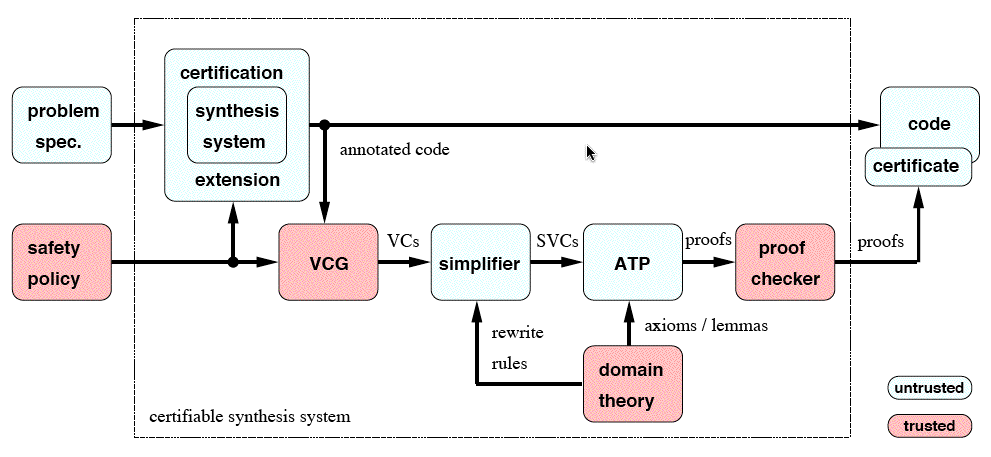 certification
problem
spec.
synthesis
system
extension
annotated code
code
certificate
safety
policy
VCG
VCs
simplifier
SVCs
ATP
proofs
proof
checker
proofs
rewrite
rules
axioms / lemmas
domain
theory
certifiable synthesis system
untrusted
trusted